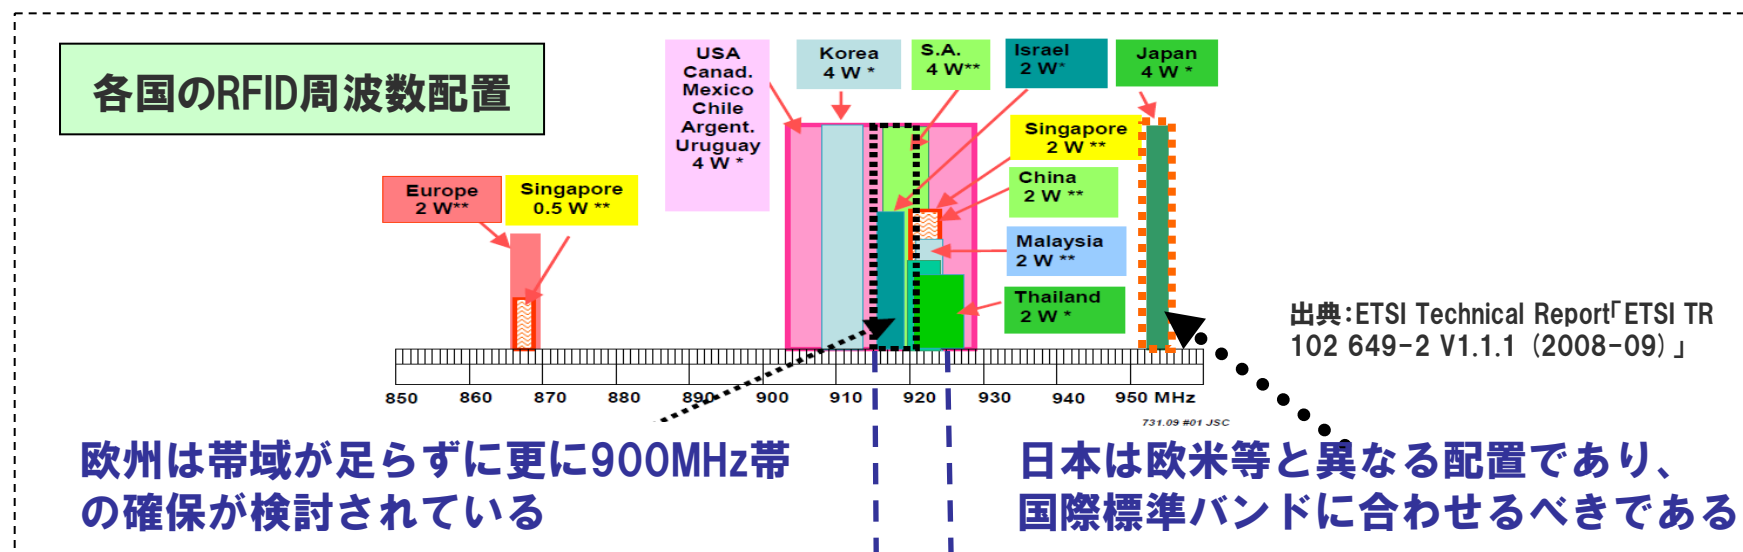 各国のRFID周波数配置
USA
Canad.
Mexico
Chile
Argent.
Uruguay
4 W *
Korea
4 W *
S.A.
4 W**
Israel
2 W*
Japan
4 W *
Singapore
2 W **
China
2 W **
Malaysia
2 W **
Thailand
2 W *
Europe
2 W**
Singapore
0.5 W **
出典:ETSI Technical Report「ETSI TR
102 649-2 V1.1.1 (2008-09)」
850 860 870 880 890 900 910 920 930 940 950 MHz
731.09 #01 JSC
欧州は帯域が足らずに更に900MHz帯
の確保が検討されている
日本は欧米等と異なる配置であり、
国際標準バンドに合わせるべきである